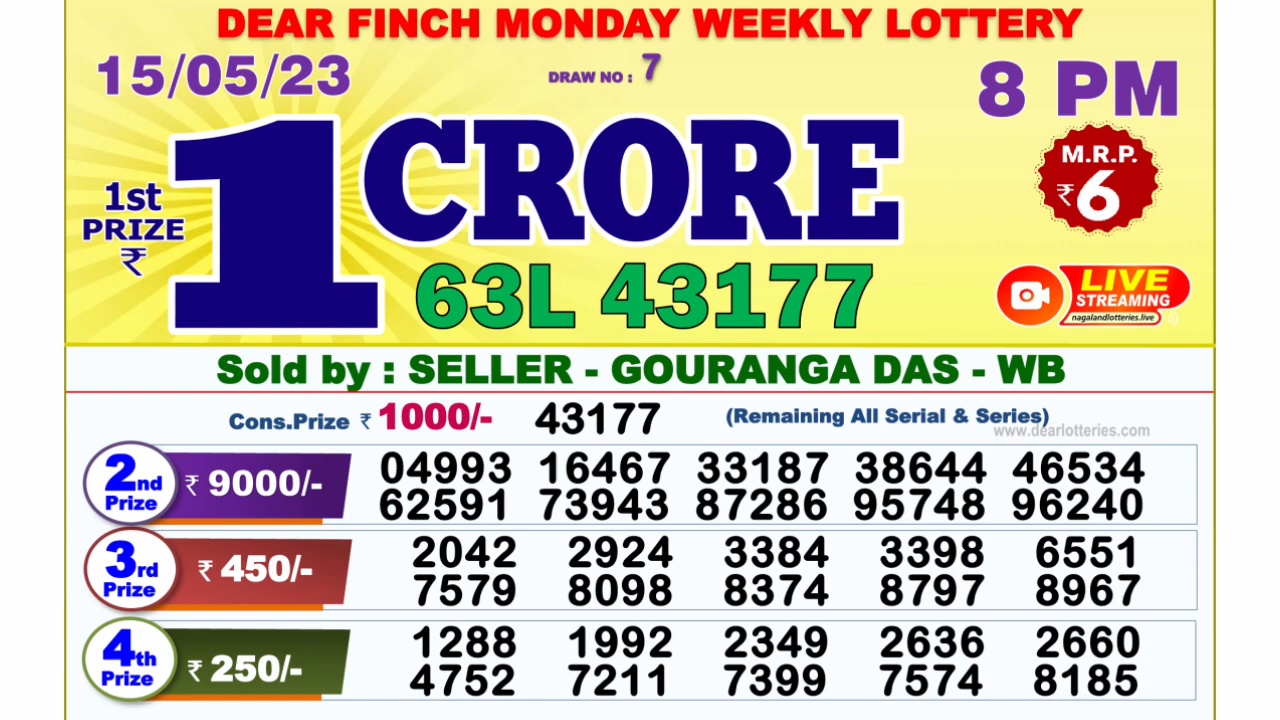 DEAR FINCH MONDAY WEEKLY LOTTERY
15/05/23 DRAW NO : 7 8 PM
1st PRIZE ₹ 1 CRORE
M.R.P. ₹ 6
63L 43177
LIVE STREAMING
nagalandlotteries.live
Sold by : SELLER - GOURANGA DAS - WB
Cons.Prize ₹ 1000/- 43177 (Remaining All Serial & Series)
www.dearlotteries.com
2nd Prize ₹ 9000/- 04993 16467 33187 38644 46534
62591 73943 87286 95748 96240
3rd Prize ₹ 450/- 2042 2924 3384 3398 6551
7579 8098 8374 8797 8967
4th Prize ₹ 250/- 1288 1992 2349 2636 2660
4752 7211 7399 7574 8185